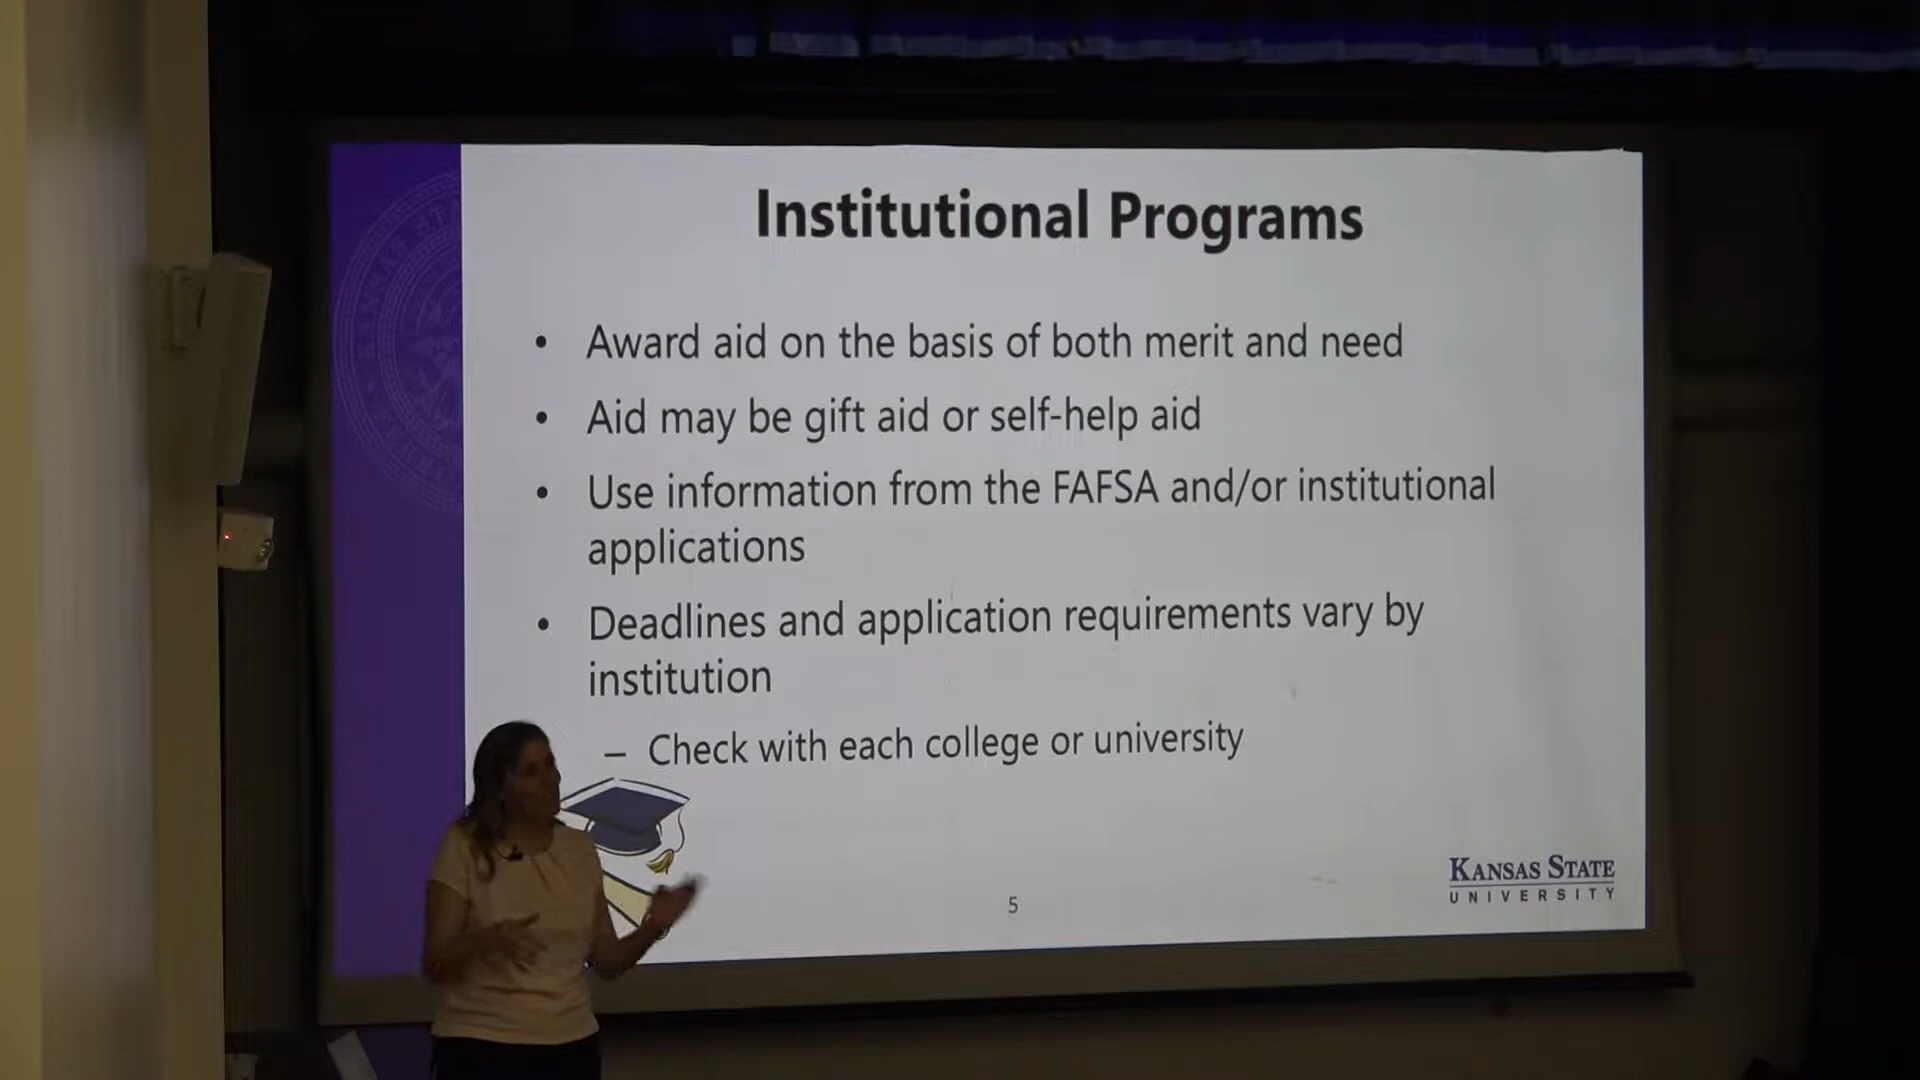 Institutional Programs
• Award aid on the basis of both merit and need
• Aid may be gift aid or self-help aid
• Use information from the FAFSA and/or institutional
applications
• Deadlines and application requirements vary by
institution
– Check with each college or university
5
KANSAS STATE
UNIVERSITY